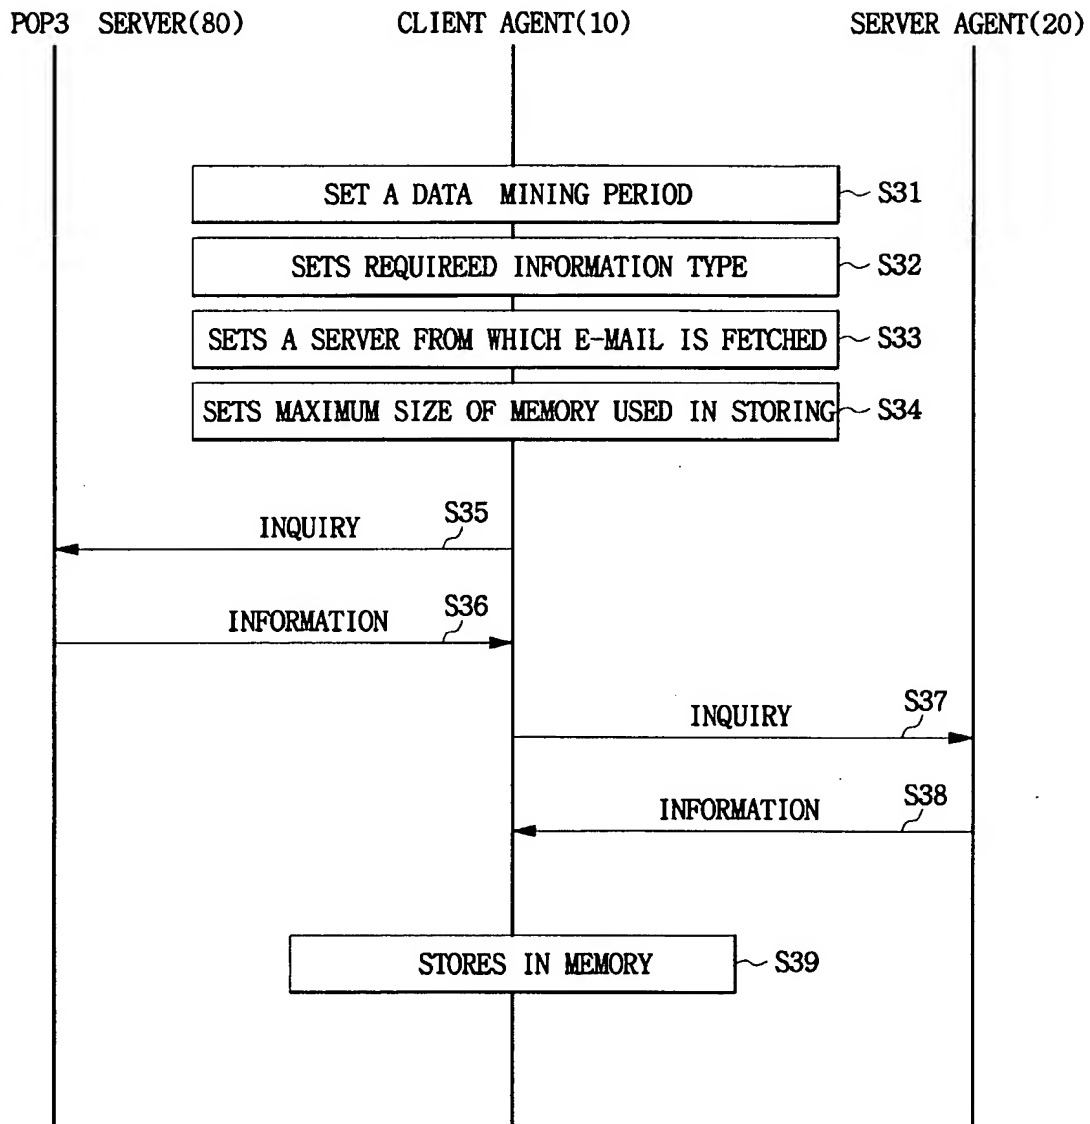 POP3 SERVER(80) CLIENT AGENT(10) SERVER AGENT(20)
SET A DATA MINING PERIOD S31
SETS REQUIREED INFORMATION TYPE S32
SETS A SERVER FROM WHICH E-MAIL IS FETCHED S33
SETS MAXIMUM SIZE OF MEMORY USED IN STORING S34
INQUIRY S35
INFORMATION S36
INQUIRY S37
INFORMATION S38
STORES IN MEMORY S39